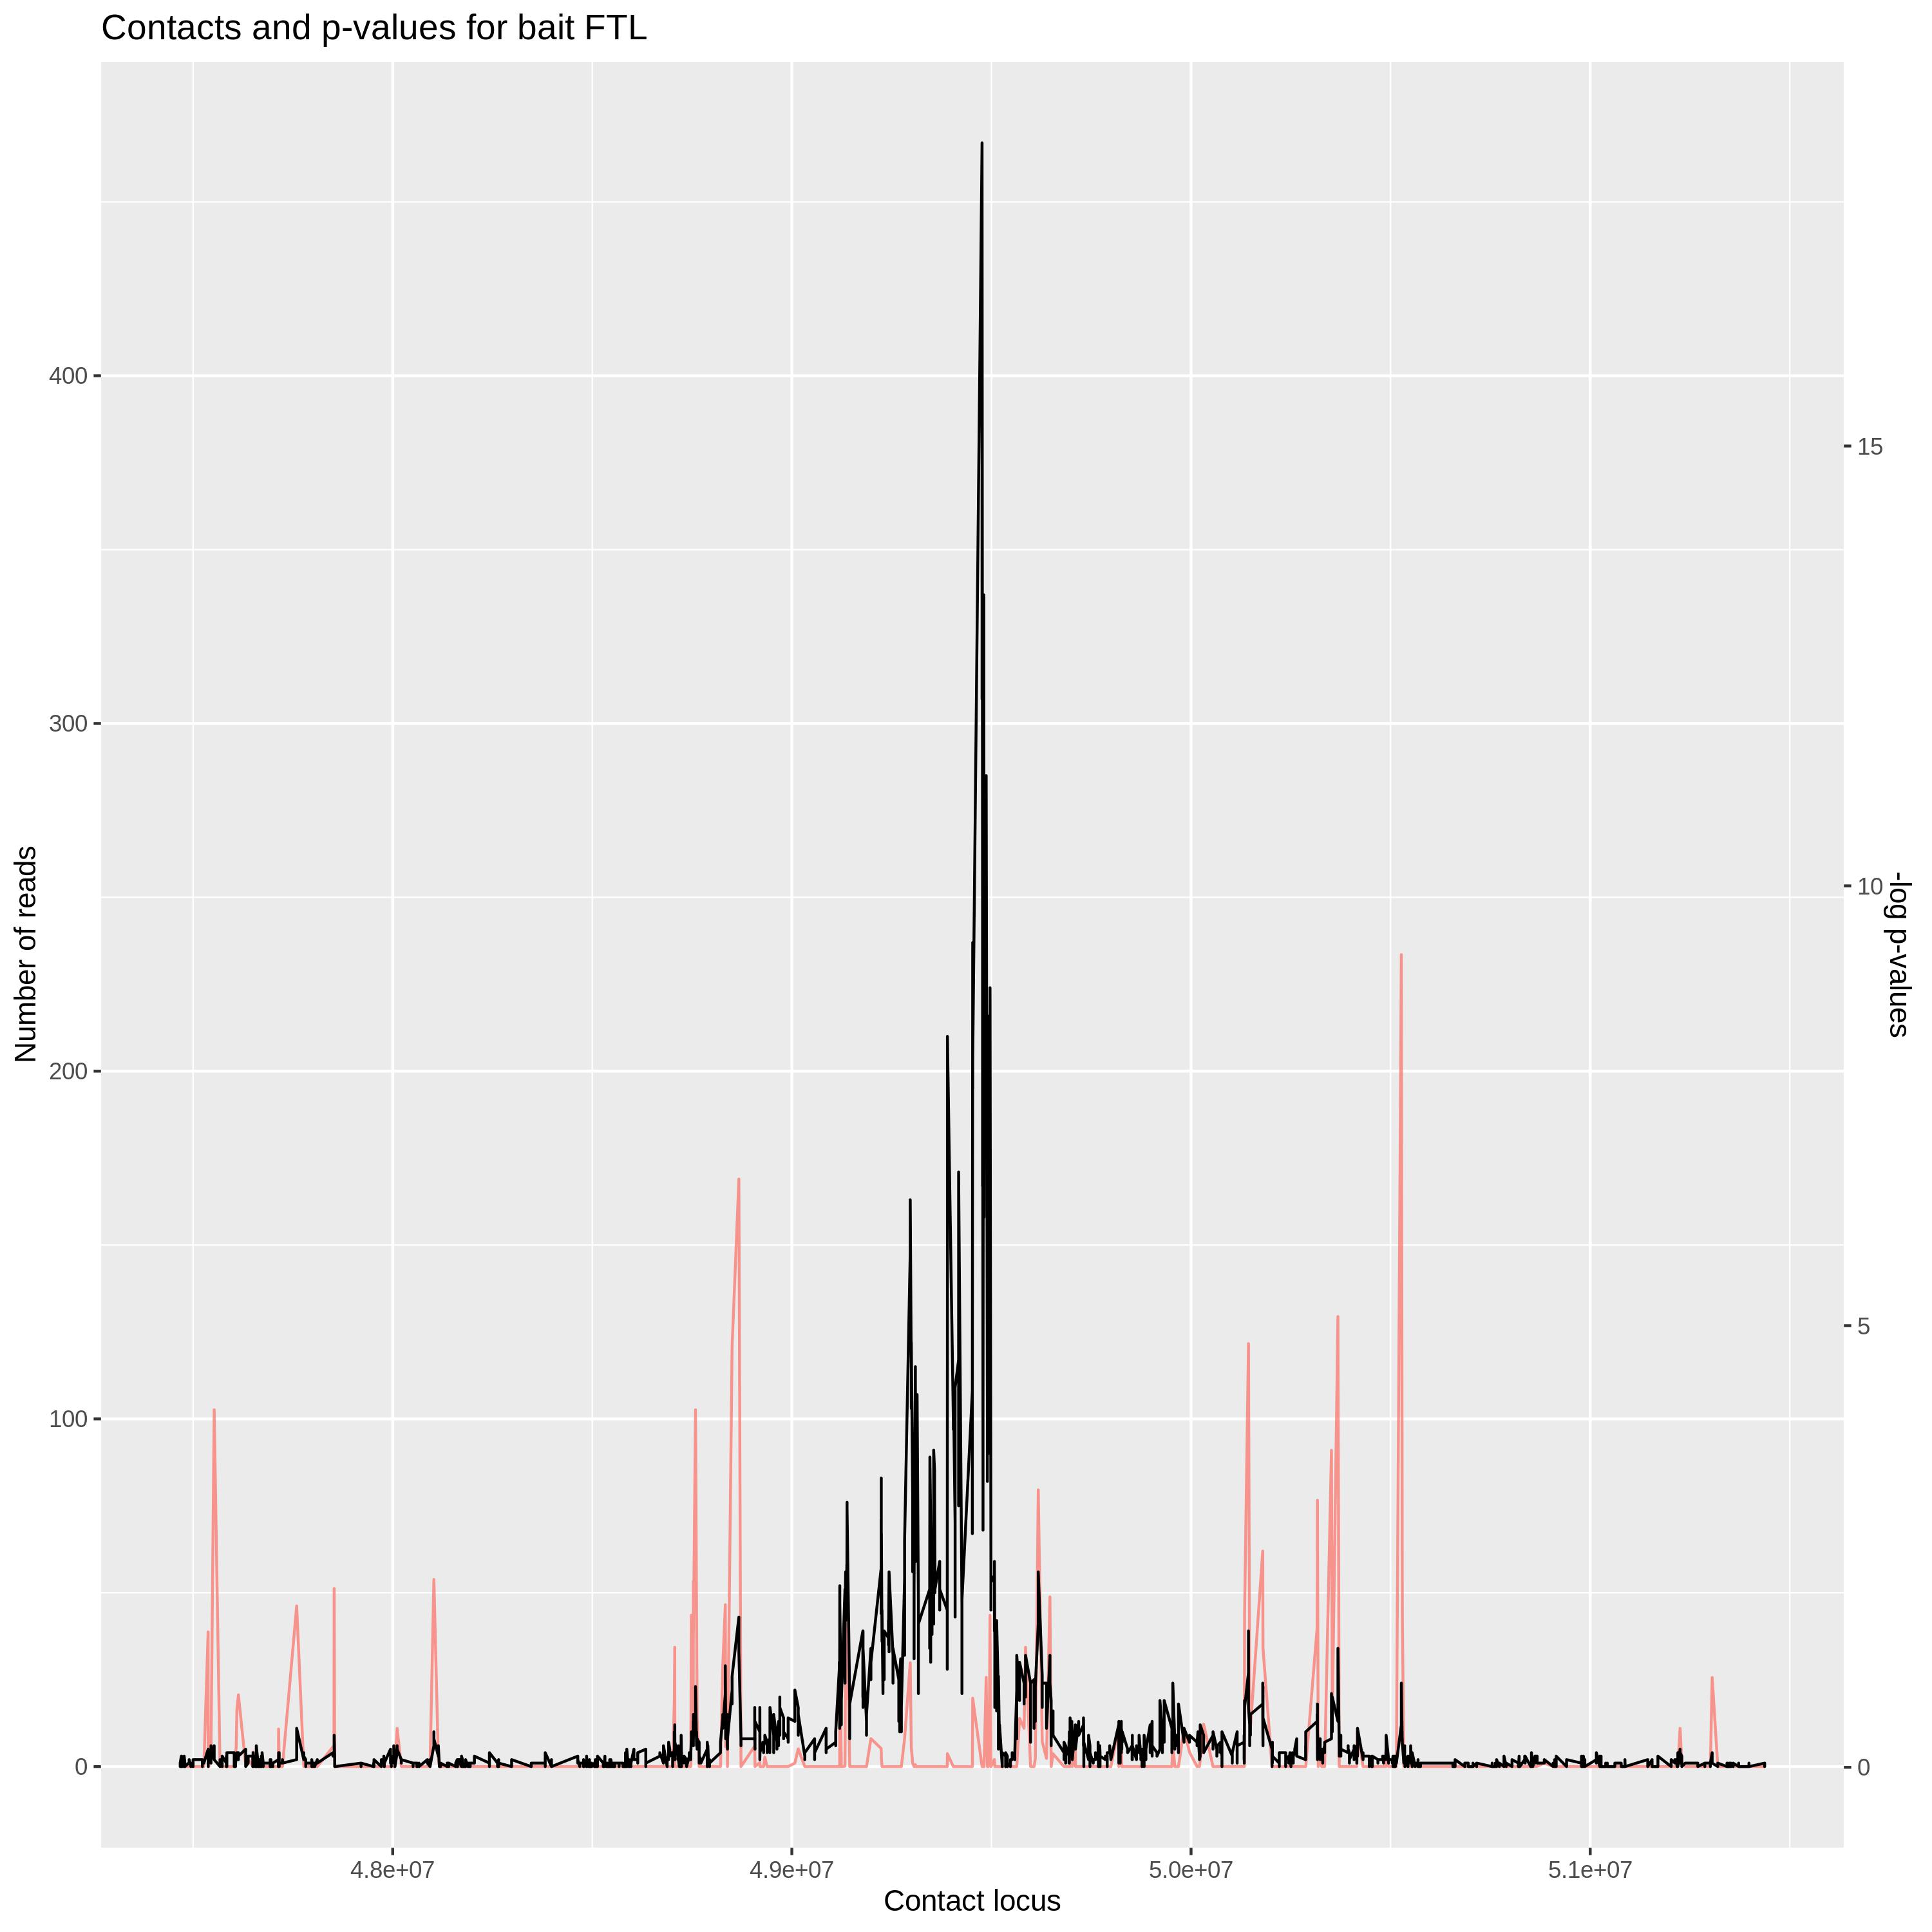 Contacts and p-values for bait FTL
Number of reads
400
300
200
100
0
15
10
5
0
-log p-values
4.8e+07
4.9e+07
5.0e+07
5.1e+07
Contact locus